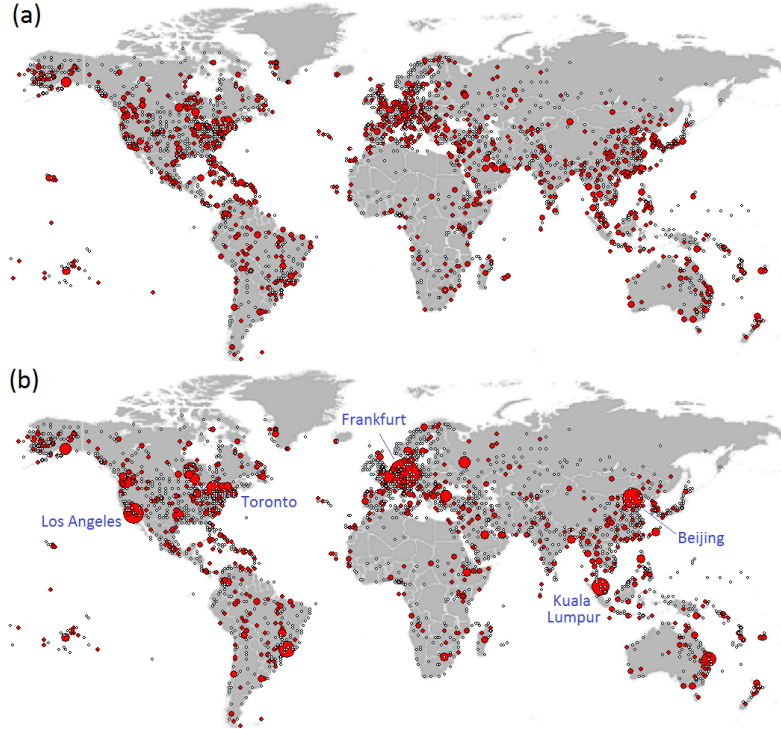 (a)
(b)
Frankfurt
Toronto
Los Angeles
Beijing
Kuala
Lumpur